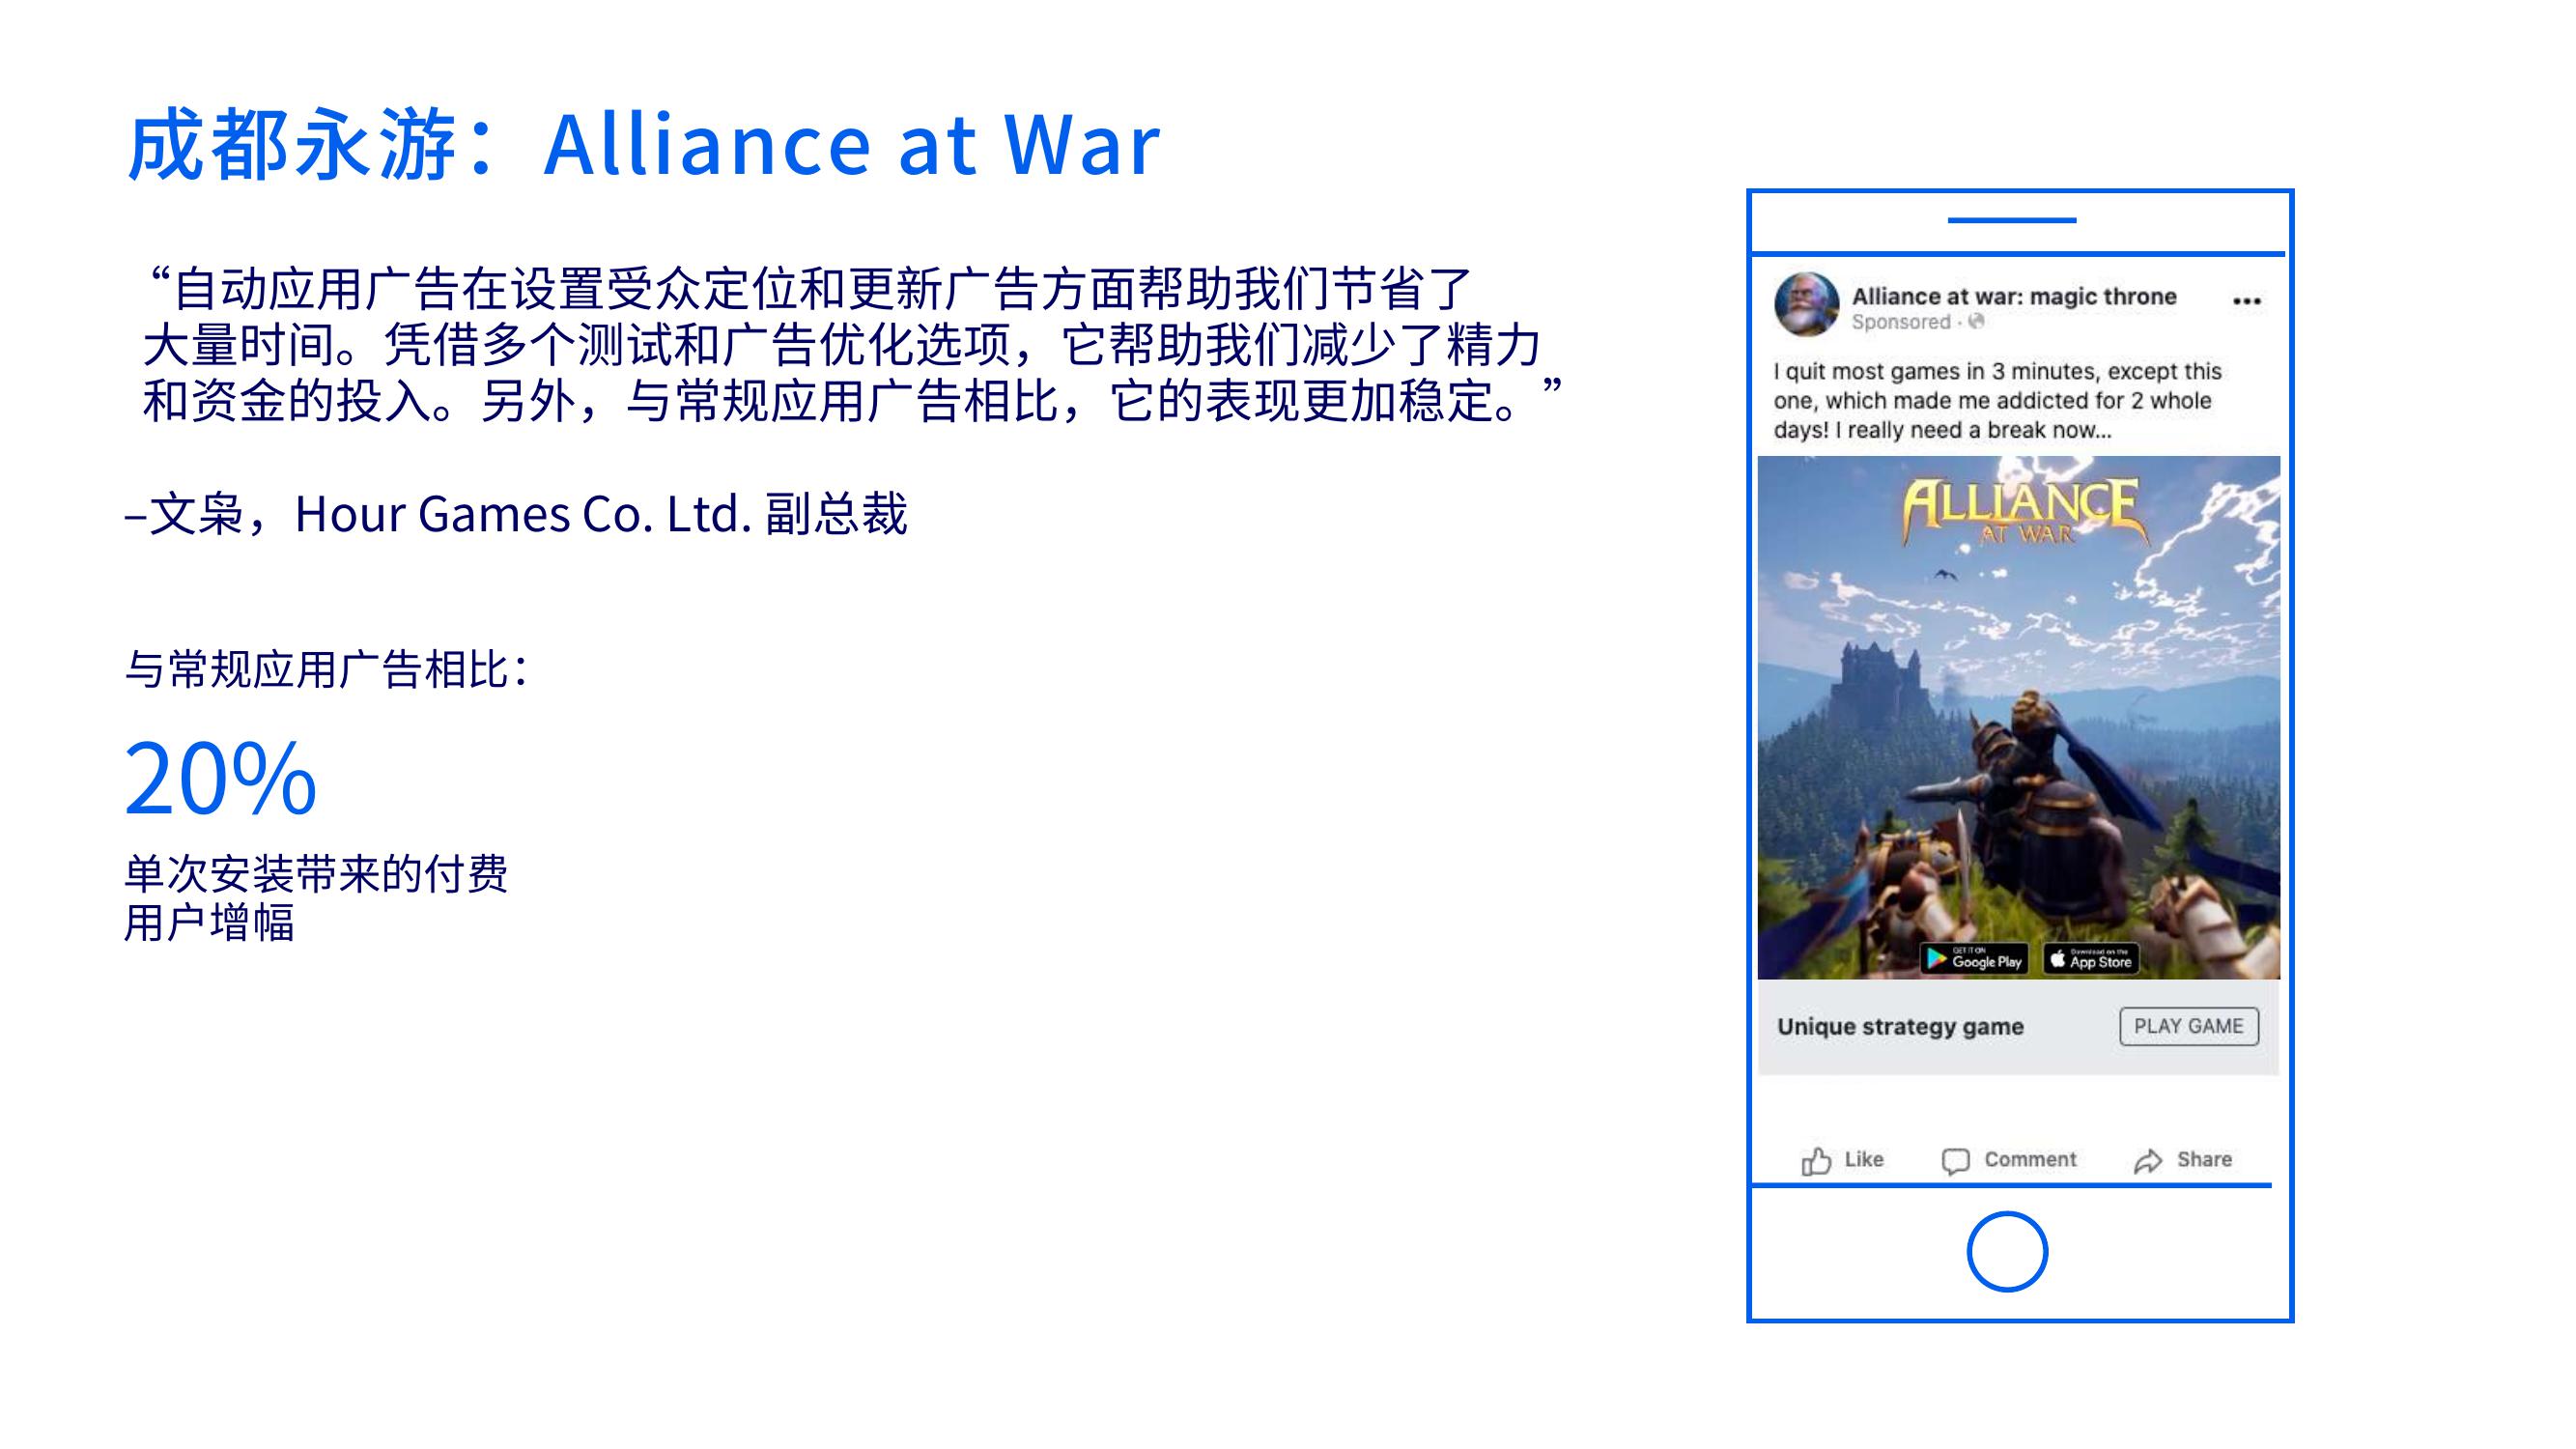 成都永游：Alliance at War
“自动应用广告在设置受众定位和更新广告方面帮助我们节省了
大量时间。凭借多个测试和广告优化选项，它帮助我们减少了精力
和资金的投入。另外，与常规应用广告相比，它的表现更加稳定。”
–文枭，Hour Games Co. Ltd. 副总裁
与常规应用广告相比：
20%
单次安装带来的付费
用户增幅
Alliance at war: magic throne
Sponsored ·
I quit most games in 3 minutes, except this
one, which made me addicted for 2 whole
days! I really need a break now...
ALLIANCE
AT WAR
GET IT ON
Google Play
Download on the
App Store
Unique strategy game
PLAY GAME
Like Comment Share